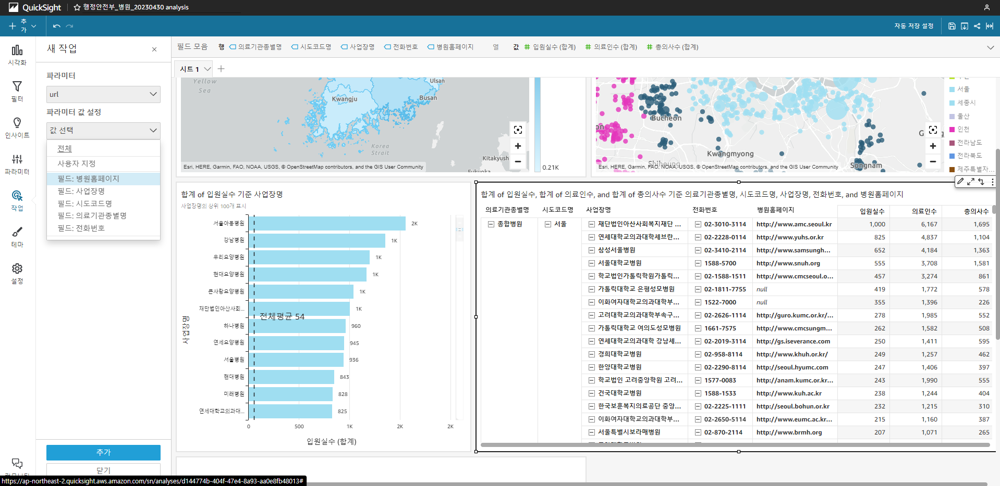 QuickSight
행정안전부_병원_20230430 analysis
추가
자동 저장 설정
시각화
필터
인사이트
파라미터
작업
테마
설정
새 작업
파라미터
url
파라미터 값 설정
값 선택
전체
사용자 지정
필드: 병원홈페이지
필드: 사업장명
필드: 시도코드명
필드: 의료기관종별명
필드: 전화번호
추가
닫기
필드 모음 행 의료기관종별명 시도코드명 사업장명 전화번호 병원홈페이지 열 값 입원실수 (합계) 의료인수 (합계) 총의사수 (합계)
시트 1
Yellow
Sea
Kwangju
Ulsan
Busan
Korea
Strait
Kitakyush
Fukuoka
Esri, HERE, Garmin, FAO, NOAA, USGS, © OpenStreetMap contributors, and the GIS User Community
0.21K
Bucheon
Kwangmyong
Shiheung
Songnam
Esri, HERE, Garmin, FAO, NOAA, USGS, © OpenStreetMap contributors, and the GIS User Community
서울
세종시
울산
인천
전라남도
전라북도
제주특별자...
합계 of 입원실수 기준 사업장명
사업장명의 상위 100개 표시
사업장명
서울아동병원 2K
강남병원 1K
우리요양병원 1K
현대요양병원 1K
큰사랑요양병원 1K
재단법인아산사회... 1K
전체평균 54
하나병원 960
연세요양병원 945
서울병원 936
현대병원 843
미래병원 828
연세대학교의과대... 825
0 500 1K 2K 2K
입원실수 (합계)
합계 of 입원실수, 합계 of 의료인수, and 합계 of 총의사수 기준 의료기관종별명, 시도코드명, 사업장명, 전화번호, and 병원홈페이지
의료기관종별명 시도코드명 사업장명 전화번호 병원홈페이지 입원실수 의료인수 총의사수
종합병원 서울 재단법인아산사회복지재단 ... 02-3010-3114 http://www.amc.seoul.kr 1,000 6,167 1,695
연세대학교의과대학세브란... 02-2228-0114 http://www.yuhs.or.kr 825 4,837 1,104
삼성서울병원 02-3410-2114 http://www.samsungh... 652 4,184 1,363
서울대학교병원 1588-5700 http://www.snuh.org 555 3,708 1,581
학교법인가톨릭학원가톨릭... 02-1588-1511 http://www.cmcseoul.o... 457 3,274 861
가톨릭대학교 은평성모병원 02-1811-7755 null 419 1,772 578
이화여자대학교의과대학부... 1522-7000 null 355 1,396 226
고려대학교의과대학부속구... 02-2626-1114 http://guro.kumc.or.kr/... 278 1,985 552
가톨릭대학교 여의도성모병원 1661-7575 http://www.cmcsungm... 262 1,582 508
연세대학교의과대학 강남세... 02-2019-3114 http://gs.iseverance.com 250 1,411 595
경희대학교병원 02-958-8114 http://www.khuh.or.kr/ 249 1,257 462
한양대학교병원 02-2290-8114 http://seoul.hyumc.com 247 1,406 397
학교법인 고려중앙학원 고려... 1577-0083 http://anam.kumc.or.kr... 243 1,990 555
건국대학교병원 1588-1533 http://www.kuh.ac.kr 238 1,244 404
한국보훈복지의료공단 중앙... 02-2225-1111 http://seoul.bohun.or.kr 232 1,215 310
이화여자대학교의과대학부... 02-2650-5114 http://www.eumc.ac.kr... 215 1,160 387
서울특별시보라매병원 02-870-2114 http://www.brmh.org 207 1,071 265
https://ap-northeast-2.quicksight.aws.amazon.com/sn/analyses/d144774b-404f-47e4-8a93-aa0e8fb48013#